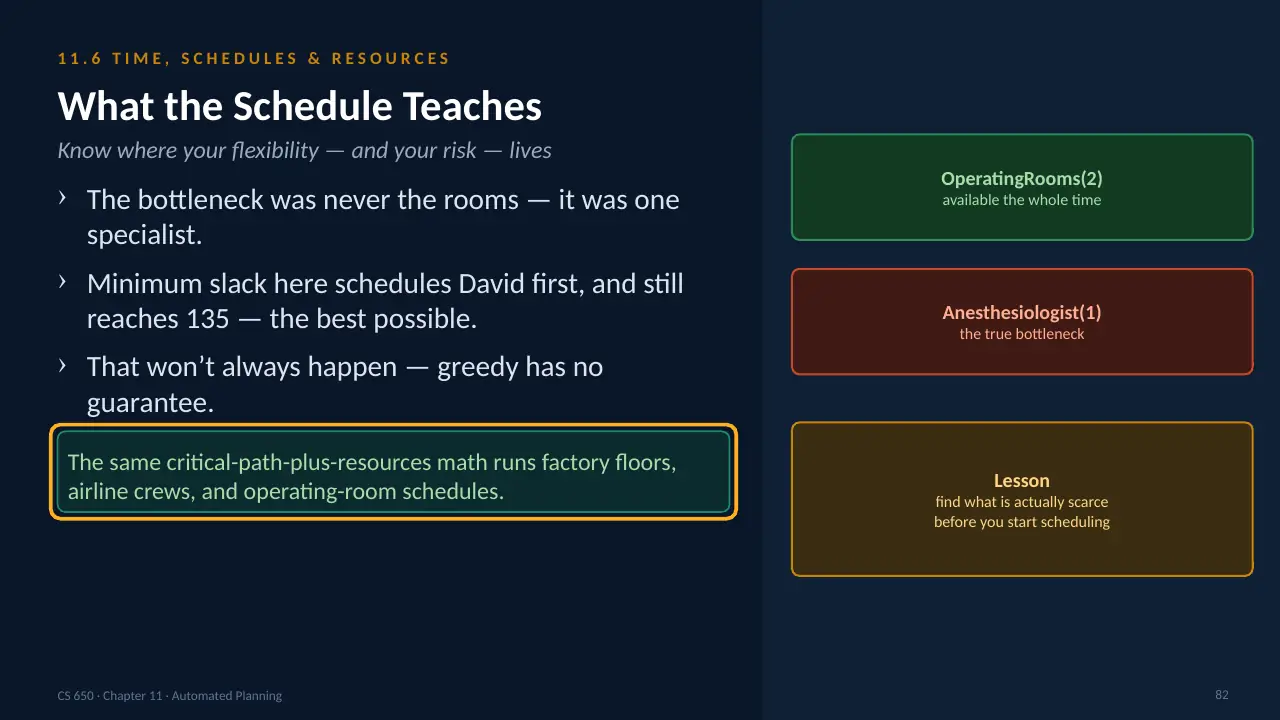 11.6 TIME, SCHEDULES & RESOURCES
What the Schedule Teaches
Know where your flexibility — and your risk — lives
› The bottleneck was never the rooms — it was one
specialist.
› Minimum slack here schedules David first, and still
reaches 135 — the best possible.
› That won’t always happen — greedy has no
guarantee.
The same critical-path-plus-resources math runs factory floors,
airline crews, and operating-room schedules.
OperatingRooms(2)
available the whole time
Anesthesiologist(1)
the true bottleneck
Lesson
find what is actually scarce
before you start scheduling
CS 650 · Chapter 11 · Automated Planning
82